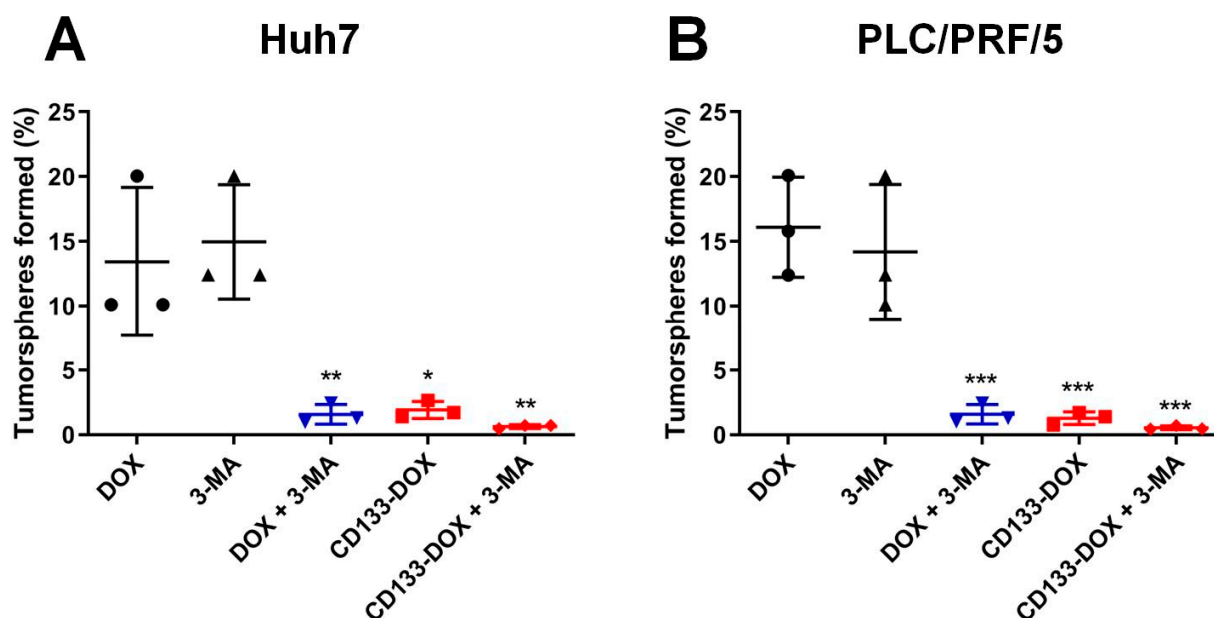 A
Huh7
Tumorspheres formed (%)
25
20
15
10
5
0
**
*
**
DOX
3-MA
DOX + 3-MA
CD133-DOX
CD133-DOX + 3-MA
B
PLC/PRF/5
Tumorspheres formed (%)
25
20
15
10
5
0
***
***
***
DOX
3-MA
DOX + 3-MA
CD133-DOX
CD133-DOX + 3-MA